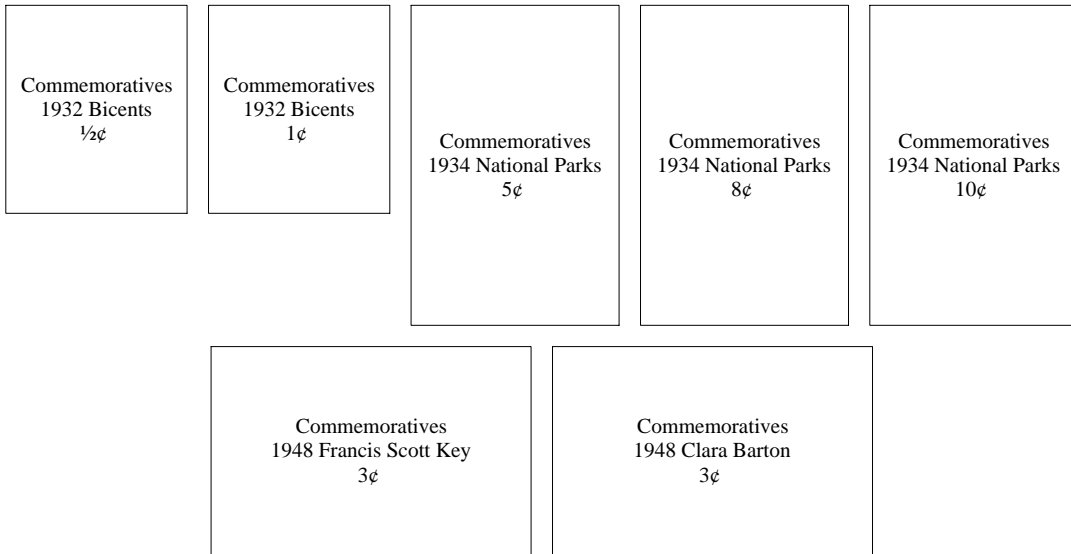 Commemoratives
1932 Bicents
½¢
Commemoratives
1932 Bicents
1¢
Commemoratives
1934 National Parks
5¢
Commemoratives
1934 National Parks
8¢
Commemoratives
1934 National Parks
10¢
Commemoratives
1948 Francis Scott Key
3¢
Commemoratives
1948 Clara Barton
3¢